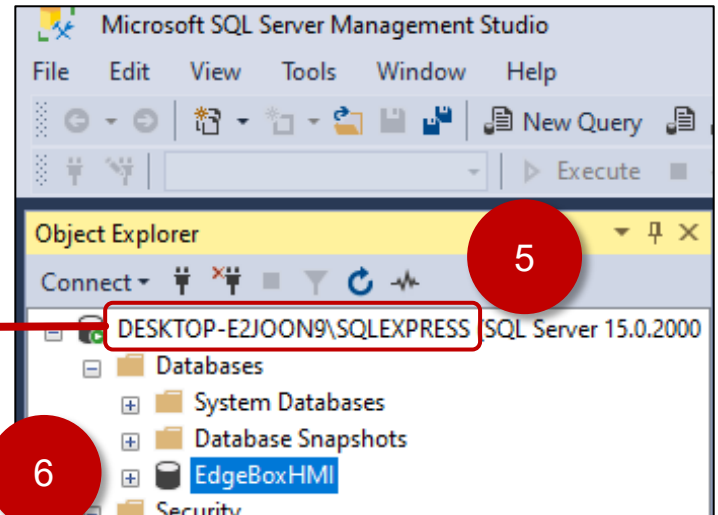 Microsoft SQL Server Management Studio
File Edit View Tools Window Help
New Query
Execute
Object Explorer
5
Connect
DESKTOP-E2JOON9\SQLEXPRESS (SQL Server 15.0.2000
Databases
System Databases
Database Snapshots
6
EdgeBoxHMI
Security